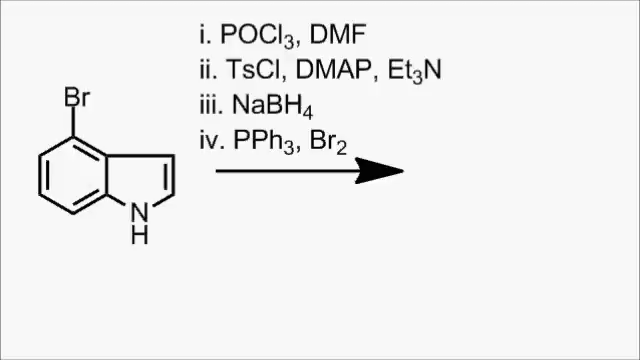 i. POCl₃, DMF
ii. TsCl, DMAP, Et₃N
iii. NaBH₄
iv. PPh₃, Br₂
Br
N
H